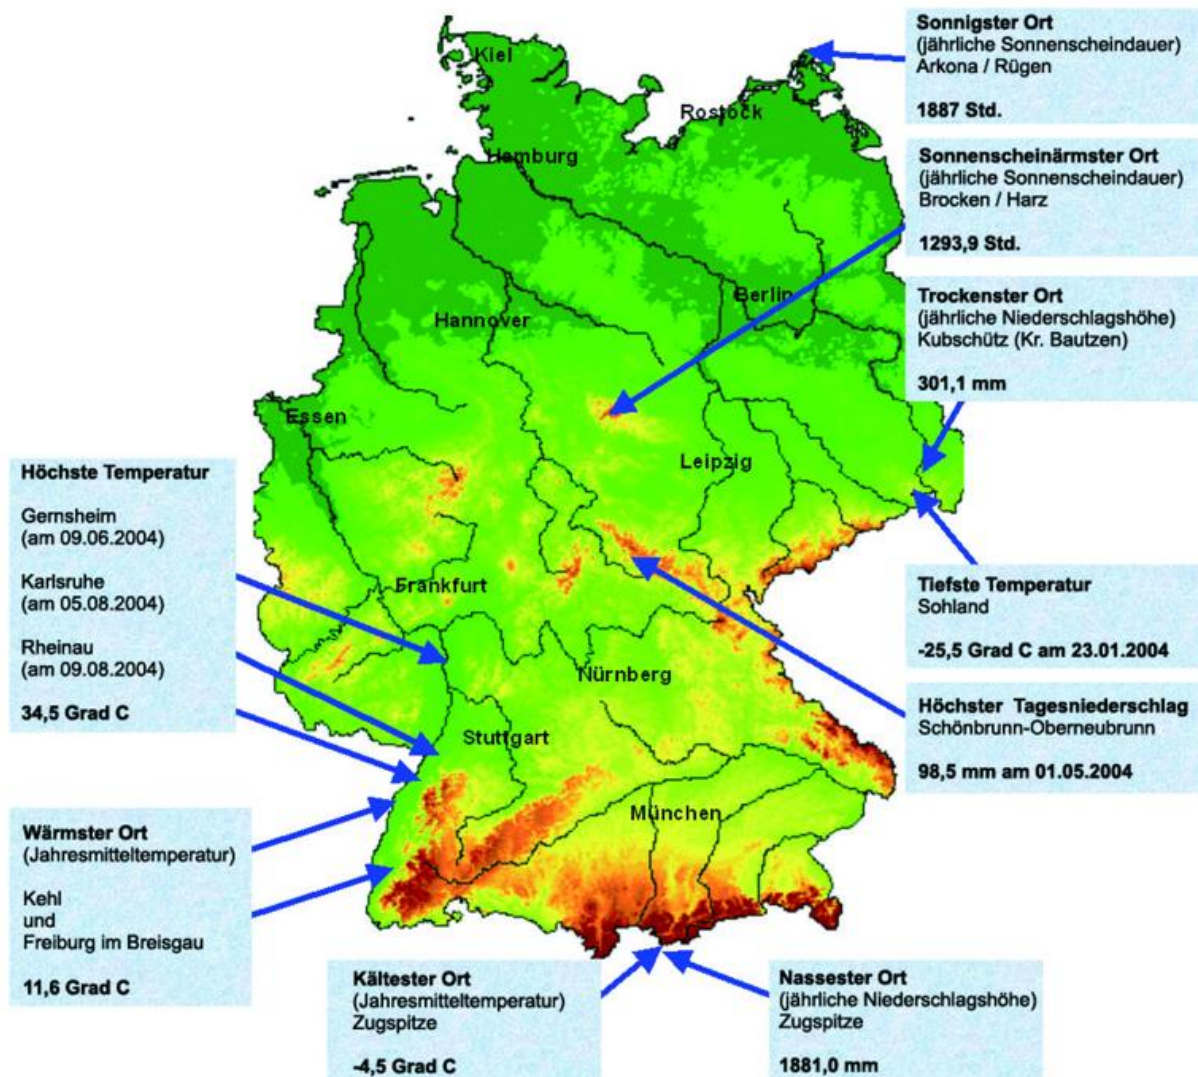 Kiel
Rostock
Hamburg
Berlin
Hannover
Essen
Leipzig
Frankfurt
Nürnberg
Stuttgart
München
Sonnigster Ort
(jährliche Sonnenscheindauer)
Arkona / Rügen
1887 Std.
Sonnenscheinärmster Ort
(jährliche Sonnenscheindauer)
Brocken / Harz
1293,9 Std.
Trockenster Ort
(jährliche Niederschlagshöhe)
Kubschütz (Kr. Bautzen)
301,1 mm
Tiefste Temperatur
Sohland
-25,5 Grad C am 23.01.2004
Höchster Tagesniederschlag
Schönbrunn-Oberneubrunn
98,5 mm am 01.05.2004
Höchste Temperatur
Gernsheim
(am 09.06.2004)
Karlsruhe
(am 05.08.2004)
Rheinau
(am 09.08.2004)
34,5 Grad C
Wärmster Ort
(Jahresmitteltemperatur)
Kehl
und
Freiburg im Breisgau
11,6 Grad C
Kältester Ort
(Jahresmitteltemperatur)
Zugspitze
-4,5 Grad C
Nassester Ort
(jährliche Niederschlagshöhe)
Zugspitze
1881,0 mm